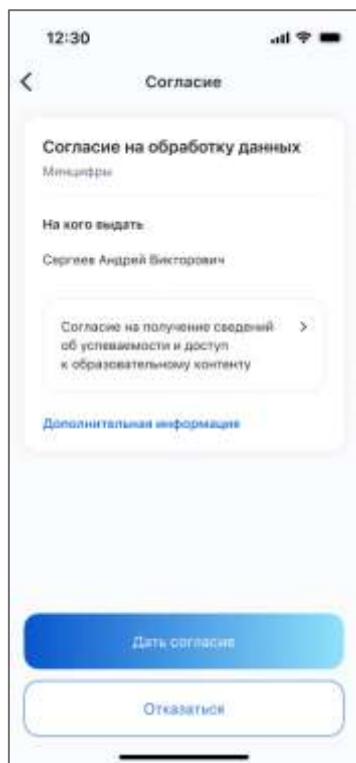 12:30
Согласие
Согласие на обработку данных
Минцифры
На кого выдать
Сергеев Андрей Викторович
Согласие на получение сведений
об успеваемости и доступ
к образовательному контенту
Дополнительная информация
Дать согласие
Отказаться